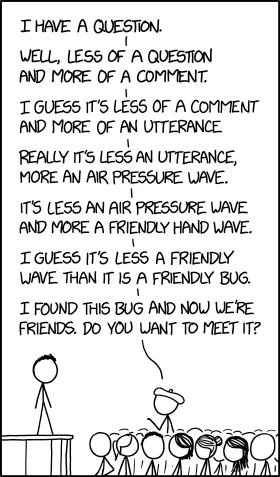 I HAVE A QUESTION.
WELL, LESS OF A QUESTION
AND MORE OF A COMMENT.
I GUESS IT'S LESS OF A COMMENT
AND MORE OF AN UTTERANCE
REALLY IT'S LESS AN UTTERANCE,
MORE AN AIR PRESSURE WAVE.
IT'S LESS AN AIR PRESSURE WAVE
AND MORE A FRIENDLY HAND WAVE.
I GUESS IT'S LESS A FRIENDLY
WAVE THAN IT IS A FRIENDLY BUG.
I FOUND THIS BUG AND NOW WE'RE
FRIENDS. DO YOU WANT TO MEET IT?